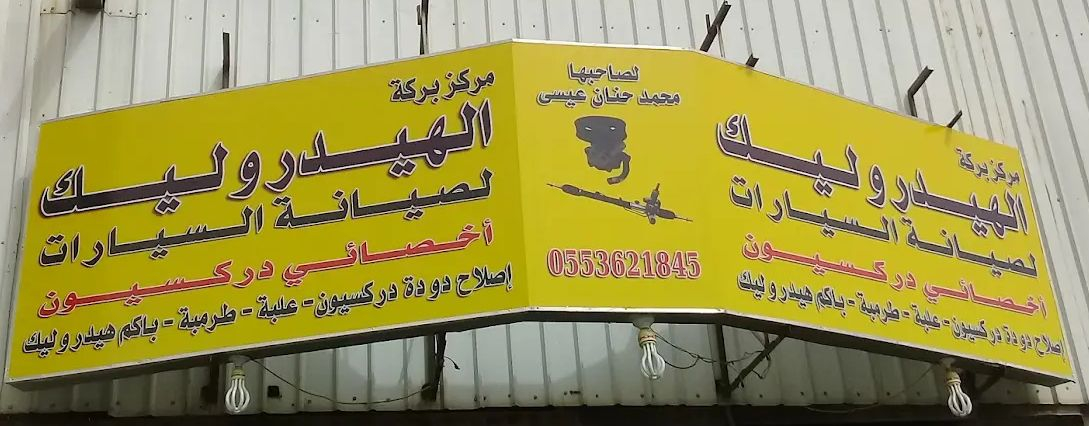 مركز بركة
الهيدروليك
لصيانة السيارات
أخصائي دركسيون
إصلاح دودة دركسيون - علبة - طرمبة - باكم هيدروليك
لصاحبها
محمد حنان عيسى
0553621845
مركز بركة
الهيدروليك
لصيانة السيارات
أخصائي دركسيون
إصلاح دودة دركسيون - علبة - طرمبة - باكم هيدروليك